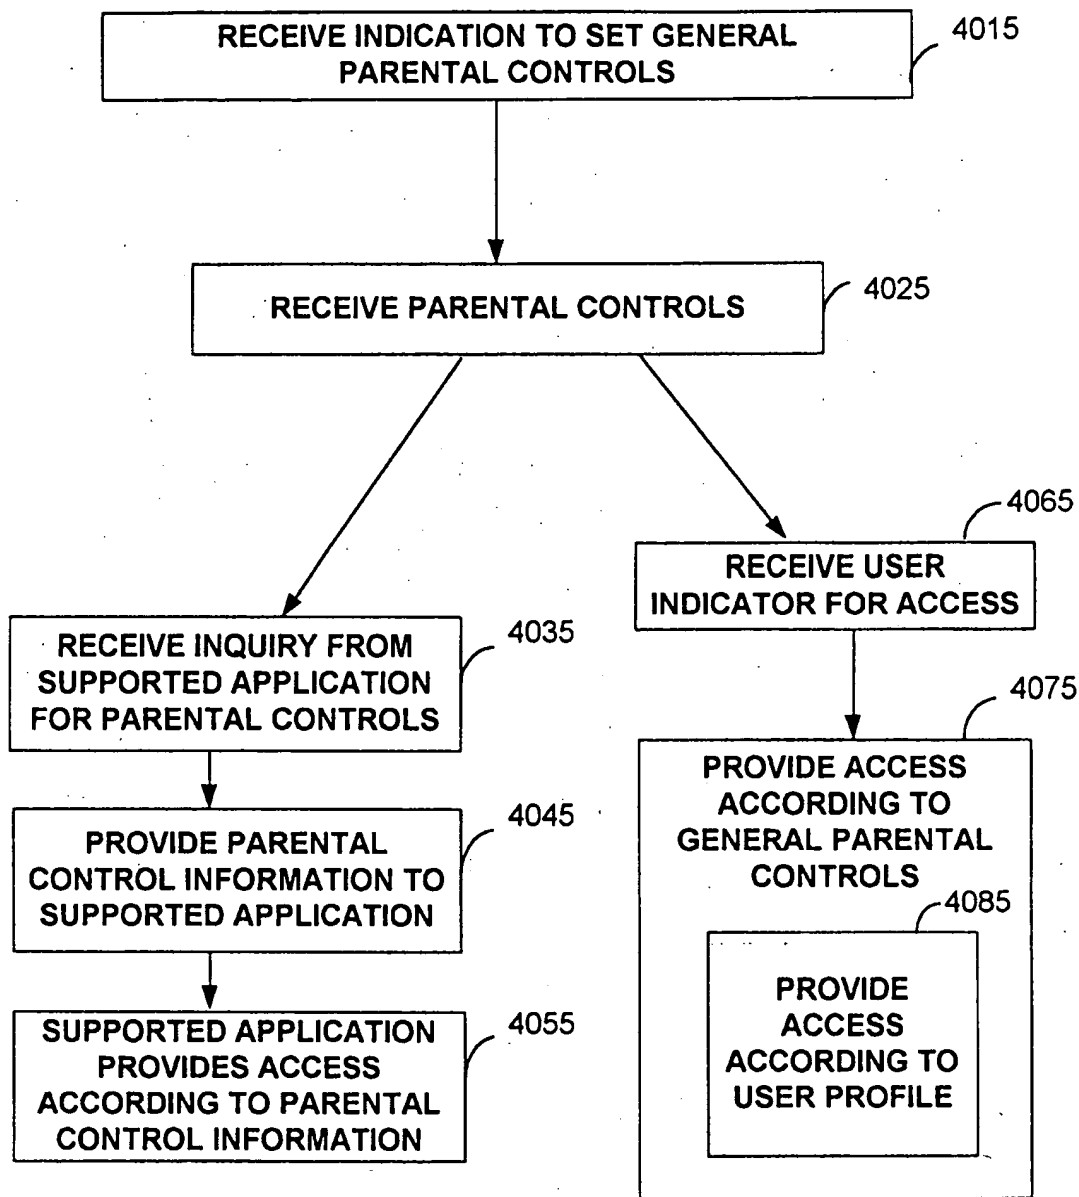 RECEIVE INDICATION TO SET GENERAL
PARENTAL CONTROLS
4015
RECEIVE PARENTAL CONTROLS
4025
RECEIVE INQUIRY FROM
SUPPORTED APPLICATION
FOR PARENTAL CONTROLS
4035
PROVIDE PARENTAL
CONTROL INFORMATION TO
SUPPORTED APPLICATION
4045
SUPPORTED APPLICATION
PROVIDES ACCESS
ACCORDING TO PARENTAL
CONTROL INFORMATION
4055
4065
RECEIVE USER
INDICATOR FOR ACCESS
4075
PROVIDE ACCESS
ACCORDING TO
GENERAL PARENTAL
CONTROLS
4085
PROVIDE
ACCESS
ACCORDING TO
USER PROFILE